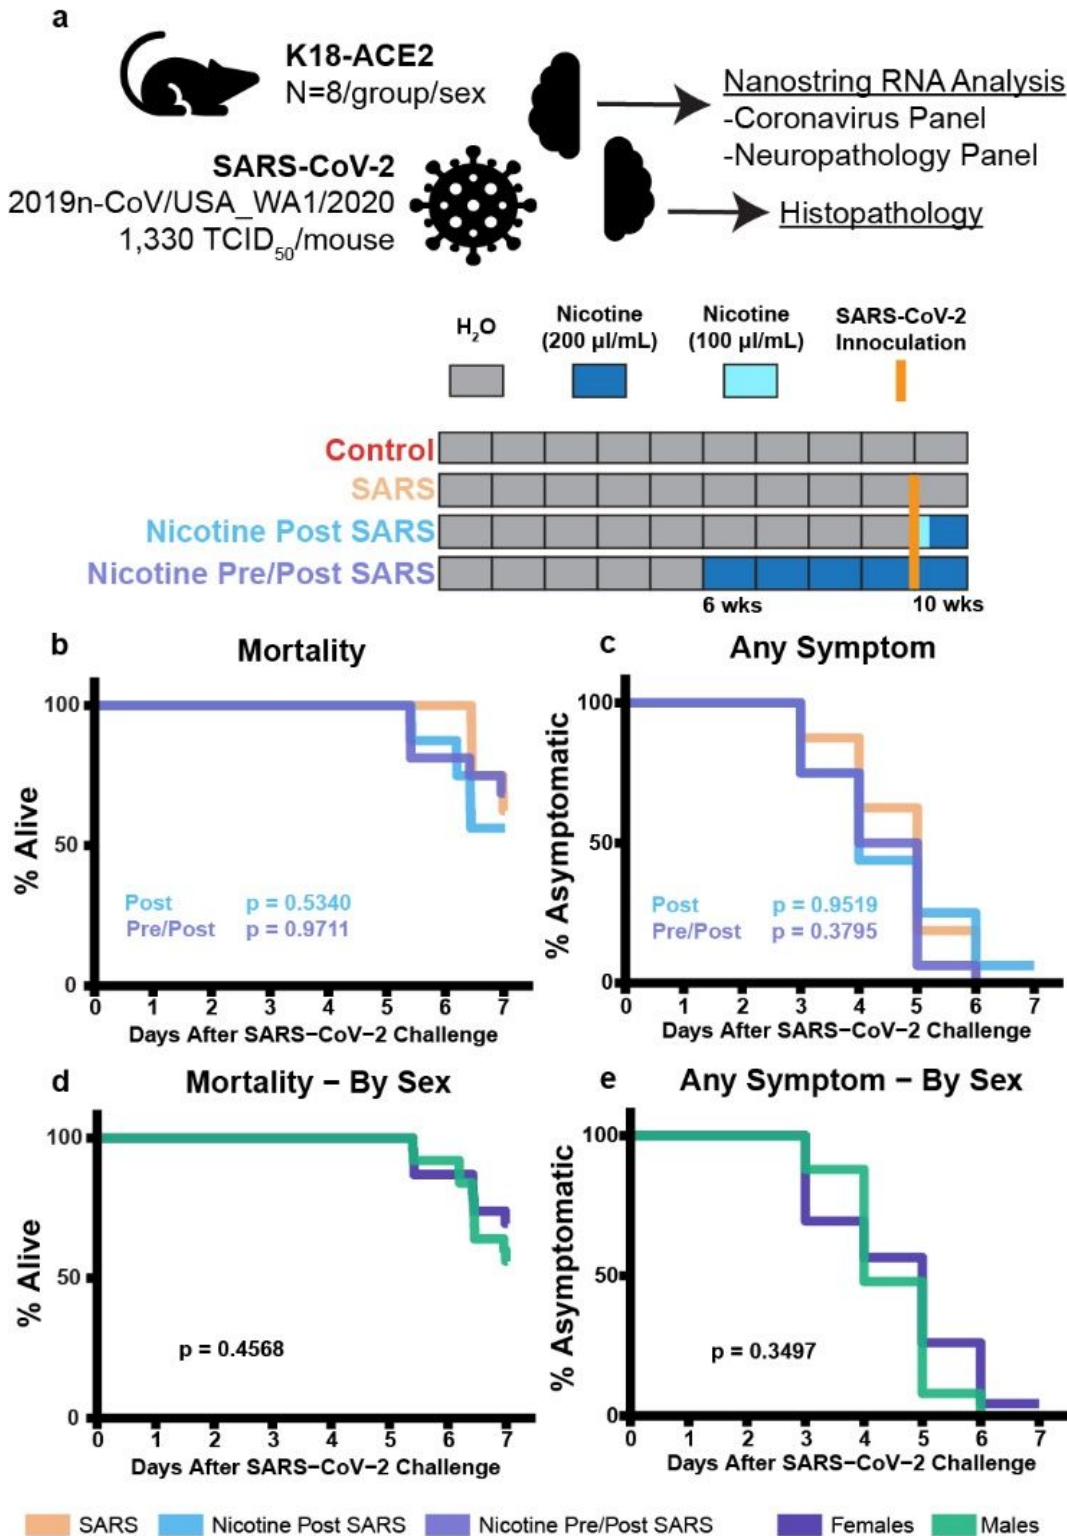 a
K18-ACE2
N=8/group/sex
SARS-CoV-2
2019n-CoV/USA_WA1/2020
1,330 TCID50/mouse
Nanostring RNA Analysis
-Coronavirus Panel
-Neuropathology Panel
Histopathology
H2O
Nicotine
(200 µl/mL)
Nicotine
(100 µl/mL)
SARS-CoV-2
Innoculation
Control
SARS
Nicotine Post SARS
Nicotine Pre/Post SARS
6 wks
10 wks
b
Mortality
% Alive
100
50
0
Post p = 0.5340
Pre/Post p = 0.9711
0 1 2 3 4 5 6 7
Days After SARS−CoV−2 Challenge
c
Any Symptom
% Asymptomatic
100
50
0
Post p = 0.9519
Pre/Post p = 0.3795
0 1 2 3 4 5 6 7
Days After SARS−CoV−2 Challenge
d
Mortality − By Sex
% Alive
100
50
0
p = 0.4568
0 1 2 3 4 5 6 7
Days After SARS−CoV−2 Challenge
e
Any Symptom − By Sex
% Asymptomatic
100
50
0
p = 0.3497
0 1 2 3 4 5 6 7
Days After SARS−CoV−2 Challenge
SARS Nicotine Post SARS Nicotine Pre/Post SARS Females Males